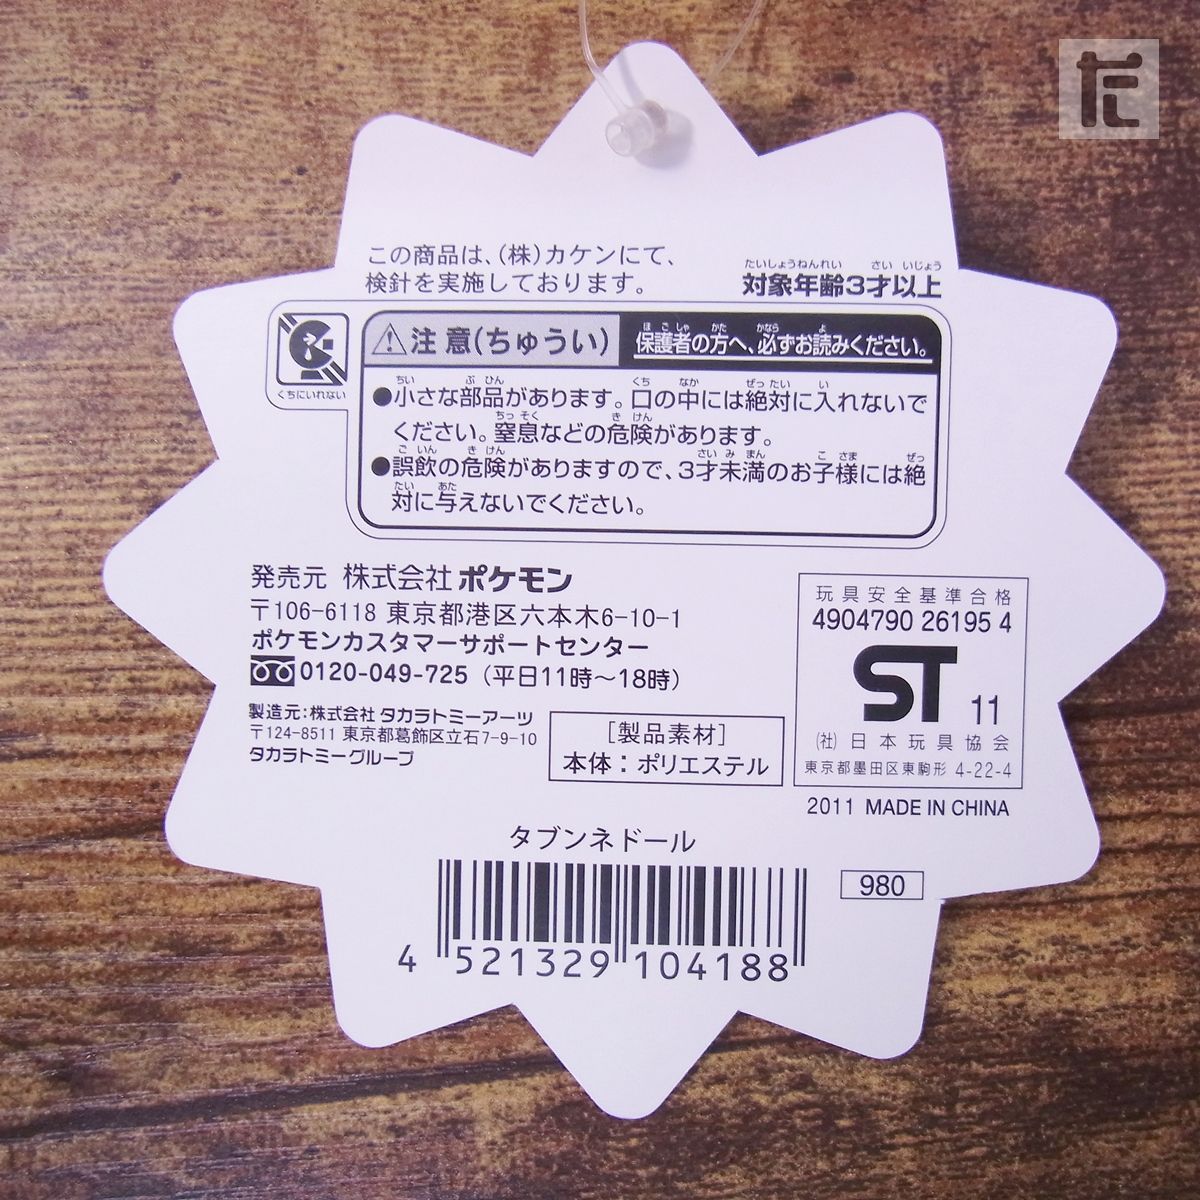 この商品は、(株)カケンにて、
検針を実施しております。
たいしょうねんれい さい いじょう
対象年齢3才以上
くちにいれない
注意(ちゅうい)
ほごしゃ かた かなら よ
保護者の方へ、必ずお読みください。
ちい ぶひん くち なか ぜったい い
●小さな部品があります。口の中には絶対に入れないで
ちっそく きけん
ください。窒息などの危険があります。
ごいん きけん さいみまん こさま ぜっ
●誤飲の危険がありますので、3才未満のお子様には絶
たい あた
対に与えないでください。
発売元 株式会社ポケモン
〒106-6118 東京都港区六本木6-10-1
ポケモンカスタマーサポートセンター
0120-049-725(平日11時〜18時)
製造元:株式会社 タカラトミーアーツ
〒124-8511 東京都葛飾区立石7-9-10
タカラトミーグループ
[製品素材]
本体:ポリエステル
玩具安全基準合格
4904790 26195 4
ST 11
(社)日本玩具協会
東京都墨田区東駒形 4-22-4
2011 MADE IN CHINA
タブンネドール
980
4 521329 104188